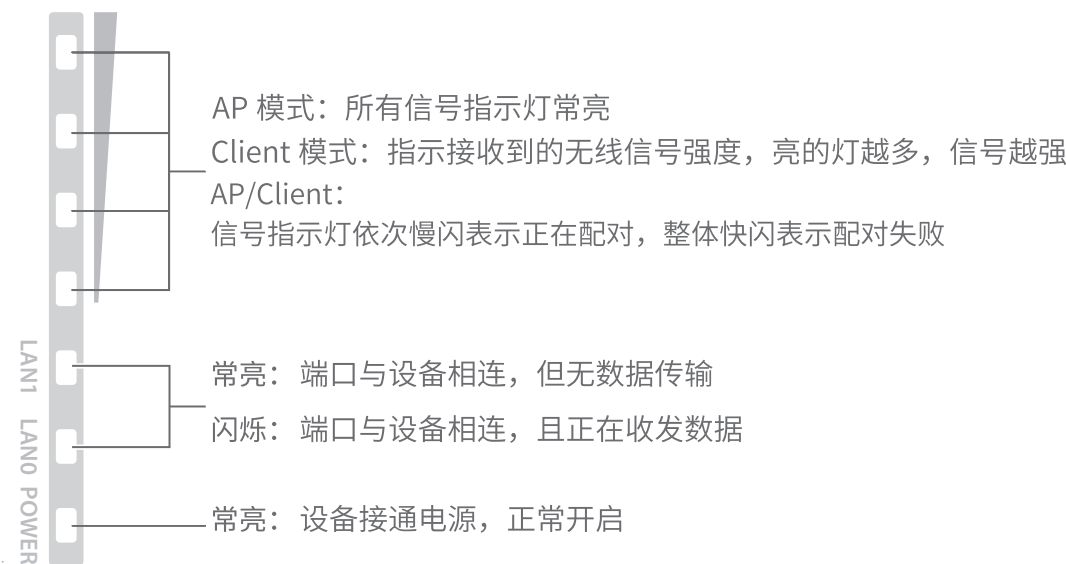 AP 模式：所有信号指示灯常亮
Client 模式：指示接收到的无线信号强度，亮的灯越多，信号越强
AP/Client：
信号指示灯依次慢闪表示正在配对，整体快闪表示配对失败
LAN1
常亮： 端口与设备相连，但无数据传输
闪烁： 端口与设备相连，且正在收发数据
LAN0
POWER
常亮： 设备接通电源，正常开启